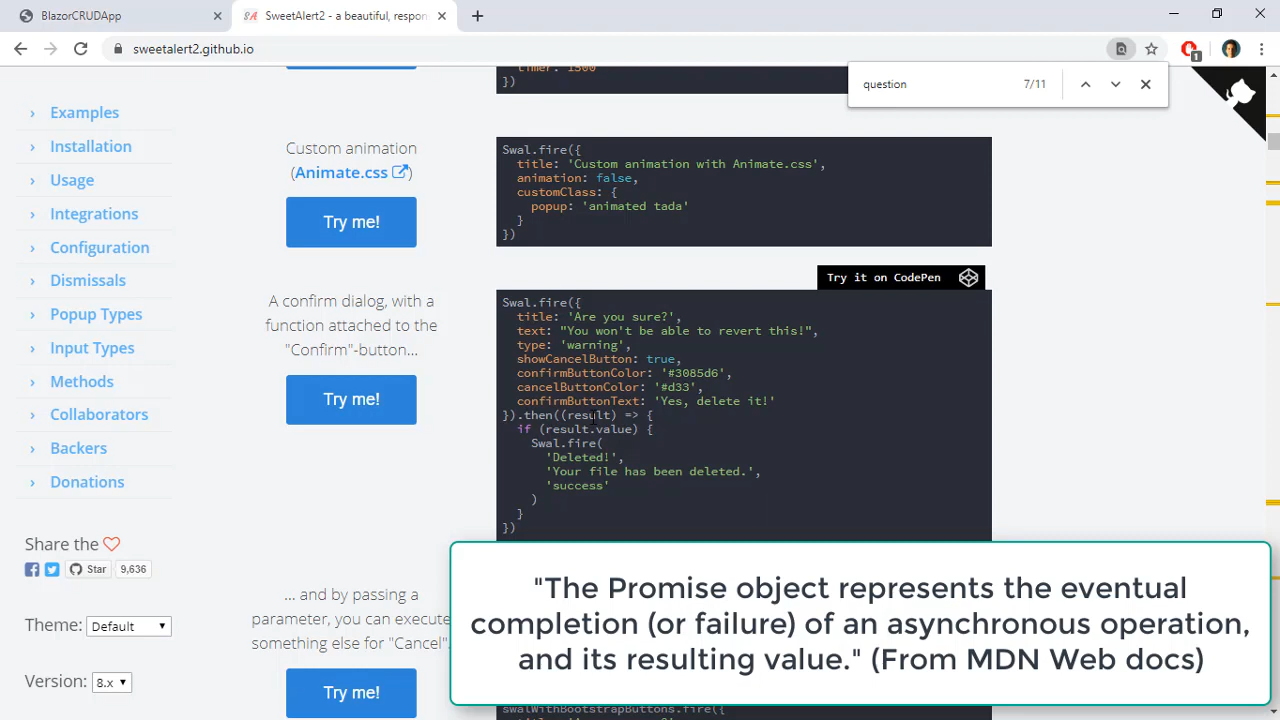 BlazorCRUDApp
SweetAlert2 - a beautiful, respon
sweetalert2.github.io
question
7/11
1
Examples
Installation
Usage
Integrations
Configuration
Dismissals
Popup Types
Input Types
Methods
Collaborators
Backers
Donations
Share the
Star
9,636
Theme:
Default
Version:
8.x
timer: 1500
})
Custom animation
(Animate.css)
Try me!
Swal.fire({
title: 'Custom animation with Animate.css',
animation: false,
customClass: {
popup: 'animated tada'
}
})
Try it on CodePen
A confirm dialog, with a
function attached to the
"Confirm"-button...
Try me!
Swal.fire({
title: 'Are you sure?',
text: "You won't be able to revert this!",
type: 'warning',
showCancelButton: true,
confirmButtonColor: '#3085d6',
cancelButtonColor: '#d33',
confirmButtonText: 'Yes, delete it!'
}).then((result) => {
if (result.value) {
Swal.fire(
'Deleted!',
'Your file has been deleted.',
'success'
)
}
})
... and by passing a
parameter, you can execute
something else for "Cancel".
Try me!
swalWithBootstrapButtons.fire({
"The Promise object represents the eventual
completion (or failure) of an asynchronous operation,
and its resulting value." (From MDN Web docs)